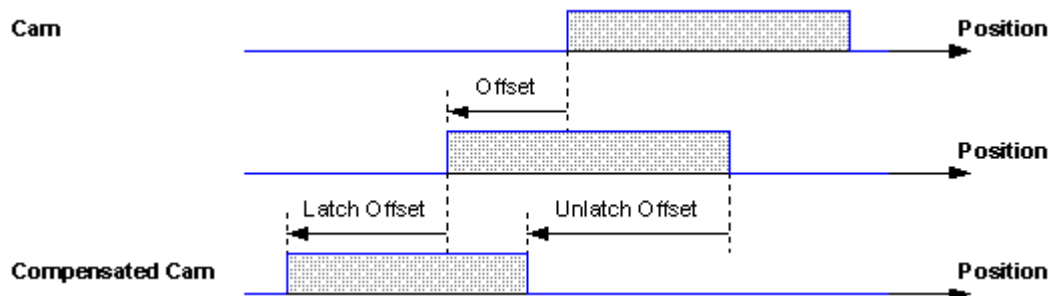 Cam Position
Offset
Position
Latch Offset Unlatch Offset
Compensated Cam Position